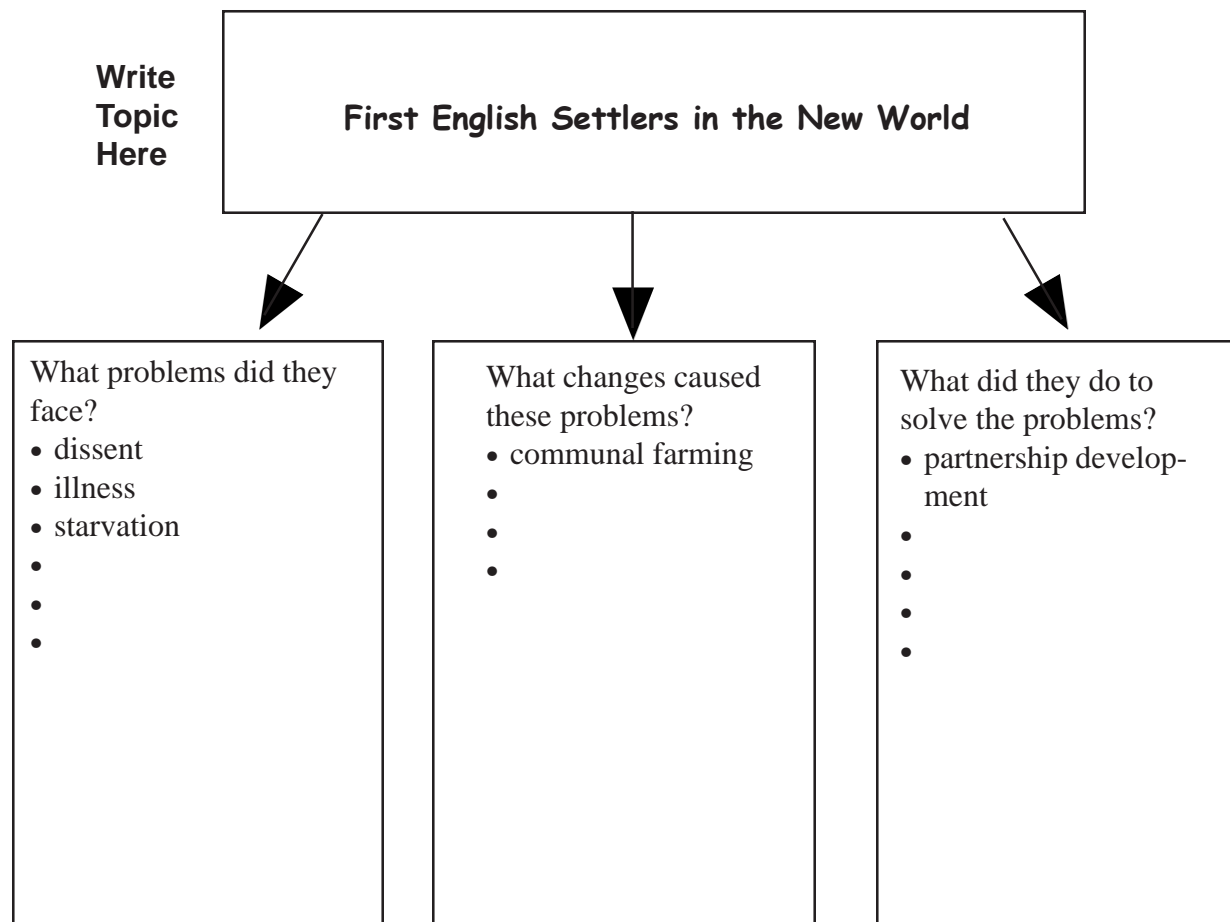 Write
Topic
Here
First English Settlers in the New World
What problems did they
face?
• dissent
• illness
• starvation
•
•
•
What changes caused
these problems?
• communal farming
•
•
•
What did they do to
solve the problems?
• partnership develop-
ment
•
•
•
•